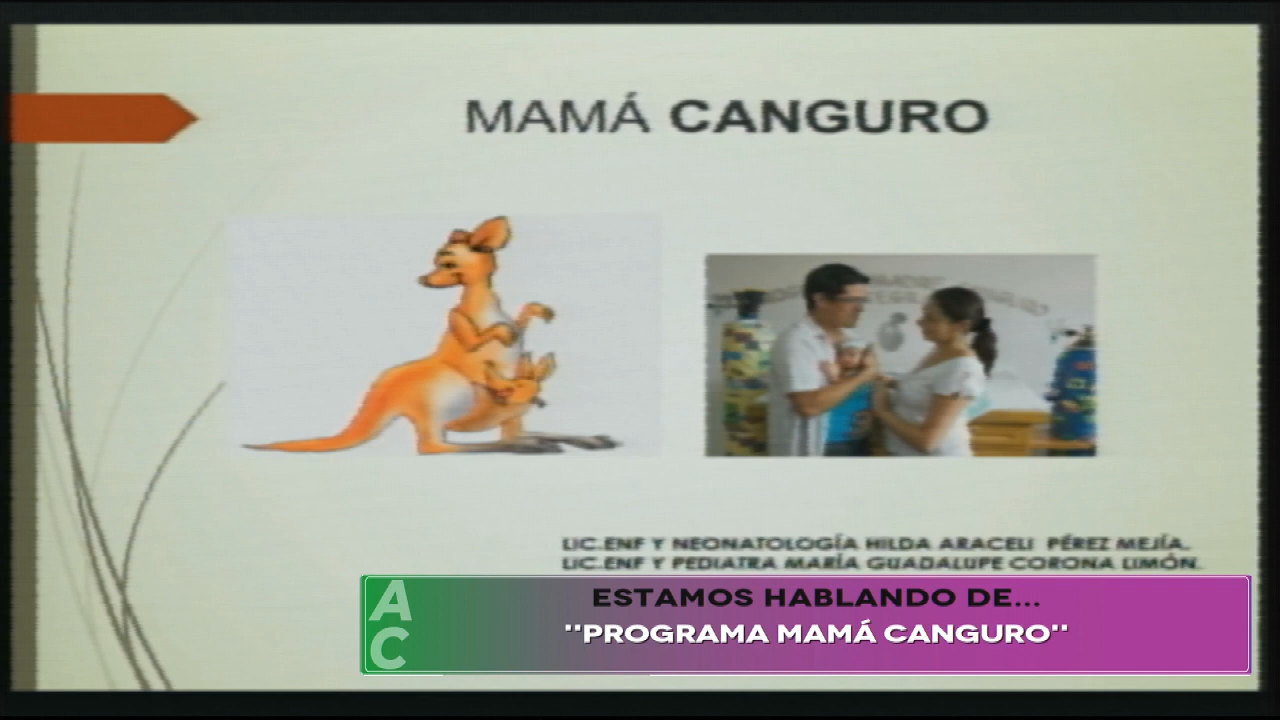 MAMÁ CANGURO
LIC.ENF Y NEONATOLOGÍA HILDA ARACELI PÉREZ MEJÍA.
LIC.ENF Y PEDIATRA MARÍA GUADALUPE CORONA LIMÓN.
AC
ESTAMOS HABLANDO DE...
"PROGRAMA MAMÁ CANGURO"